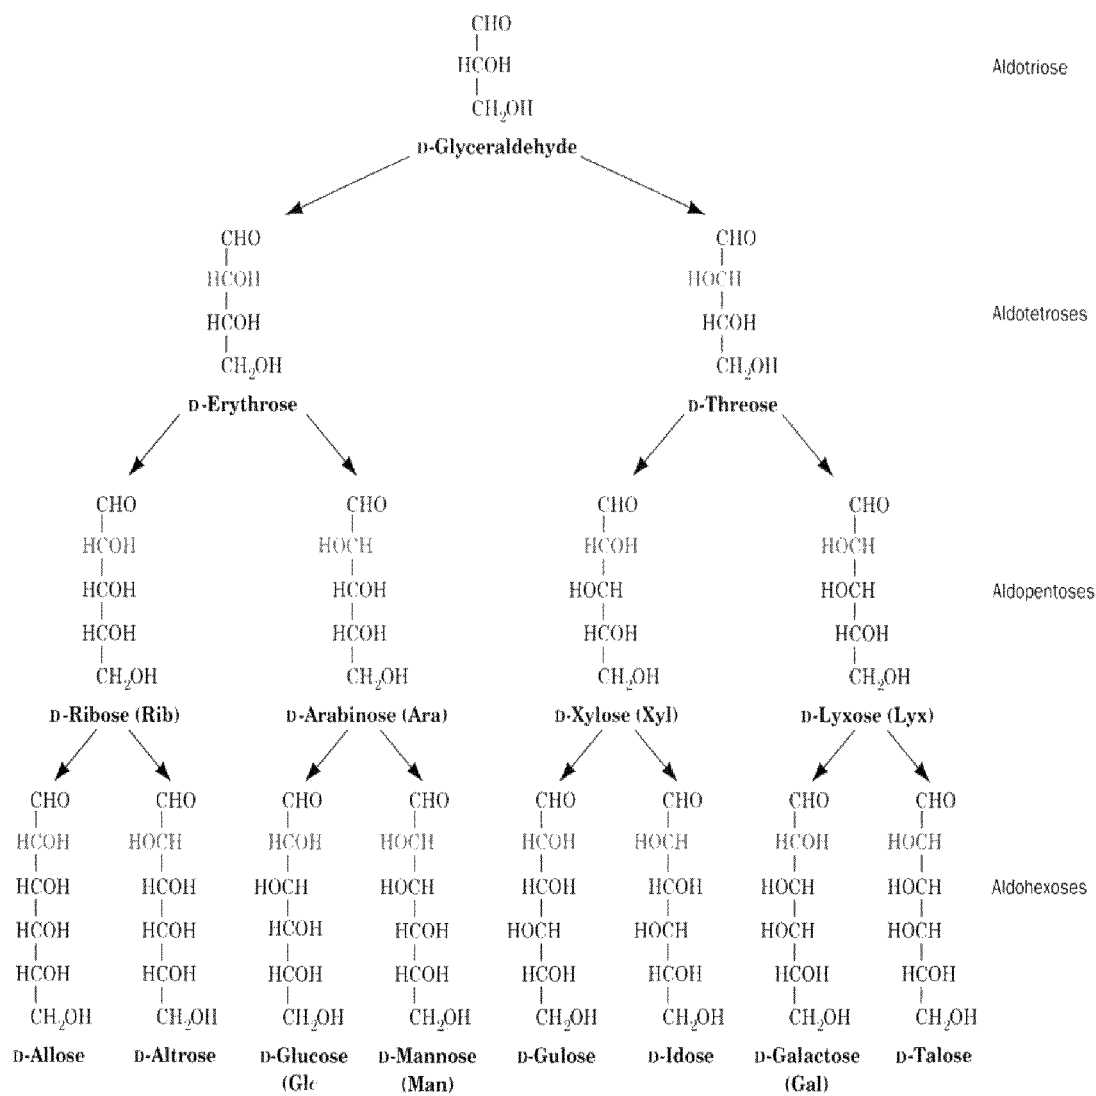 CHO
HCOH
CH₂OH
D-Glyceraldehyde
Aldotriose
CHO CHO
HCOH HOCH
HCOH HCOH
CH₂OH CH₂OH
D-Erythrose D-Threose
Aldotetroses
CHO CHO CHO CHO
HCOH HOCH HCOH HOCH
HCOH HCOH HOCH HOCH
HCOH HCOH HCOH HCOH
CH₂OH CH₂OH CH₂OH CH₂OH
D-Ribose (Rib) D-Arabinose (Ara) D-Xylose (Xyl) D-Lyxose (Lyx)
Aldopentoses
CHO CHO CHO CHO CHO CHO CHO CHO
HCOH HOCH HCOH HOCH HCOH HOCH HCOH HOCH
HCOH HCOH HOCH HOCH HCOH HCOH HOCH HOCH
HCOH HCOH HCOH HCOH HOCH HOCH HOCH HOCH
HCOH HCOH HCOH HCOH HCOH HCOH HCOH HCOH
CH₂OH CH₂OH CH₂OH CH₂OH CH₂OH CH₂OH CH₂OH CH₂OH
Aldohexoses
D-Allose D-Altrose D-Glucose D-Mannose D-Gulose D-Idose D-Galactose D-Talose
(Glc (Man) (Gal)